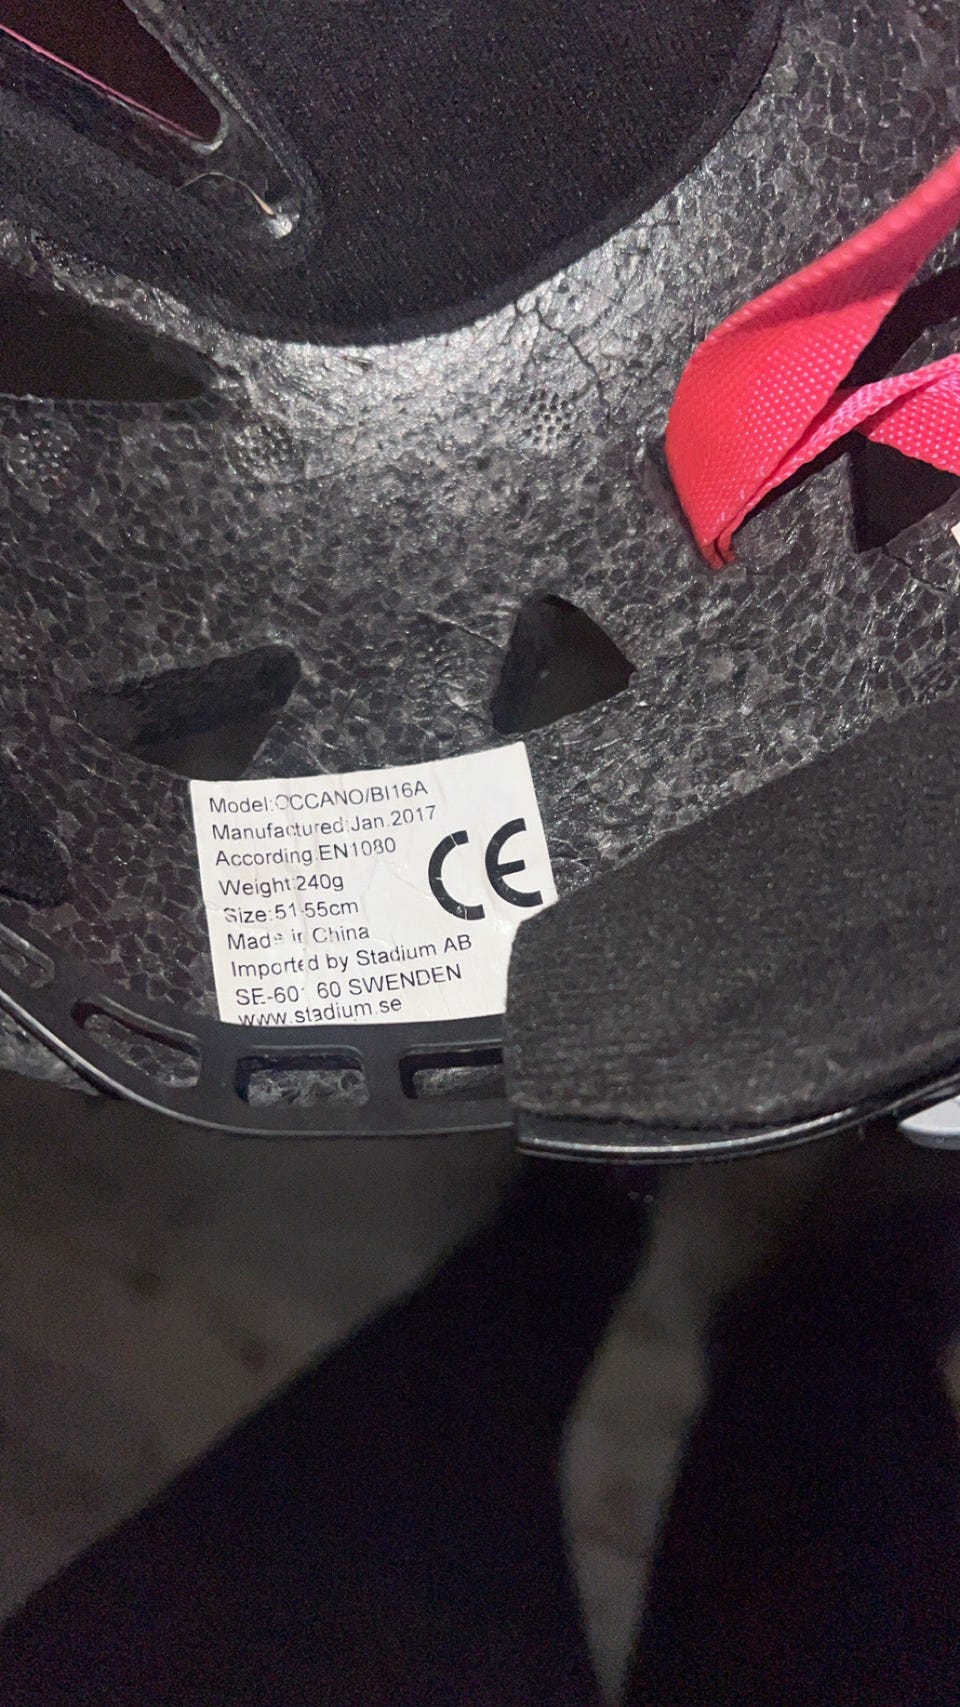 Model:OCCANO/BI16A
Manufactured:Jan.2017
According:EN1080
Weight:240g
Size:51-55cm
Made in China
Imported by Stadium AB
SE-601 60 SWENDEN
www.stadium.se
CE